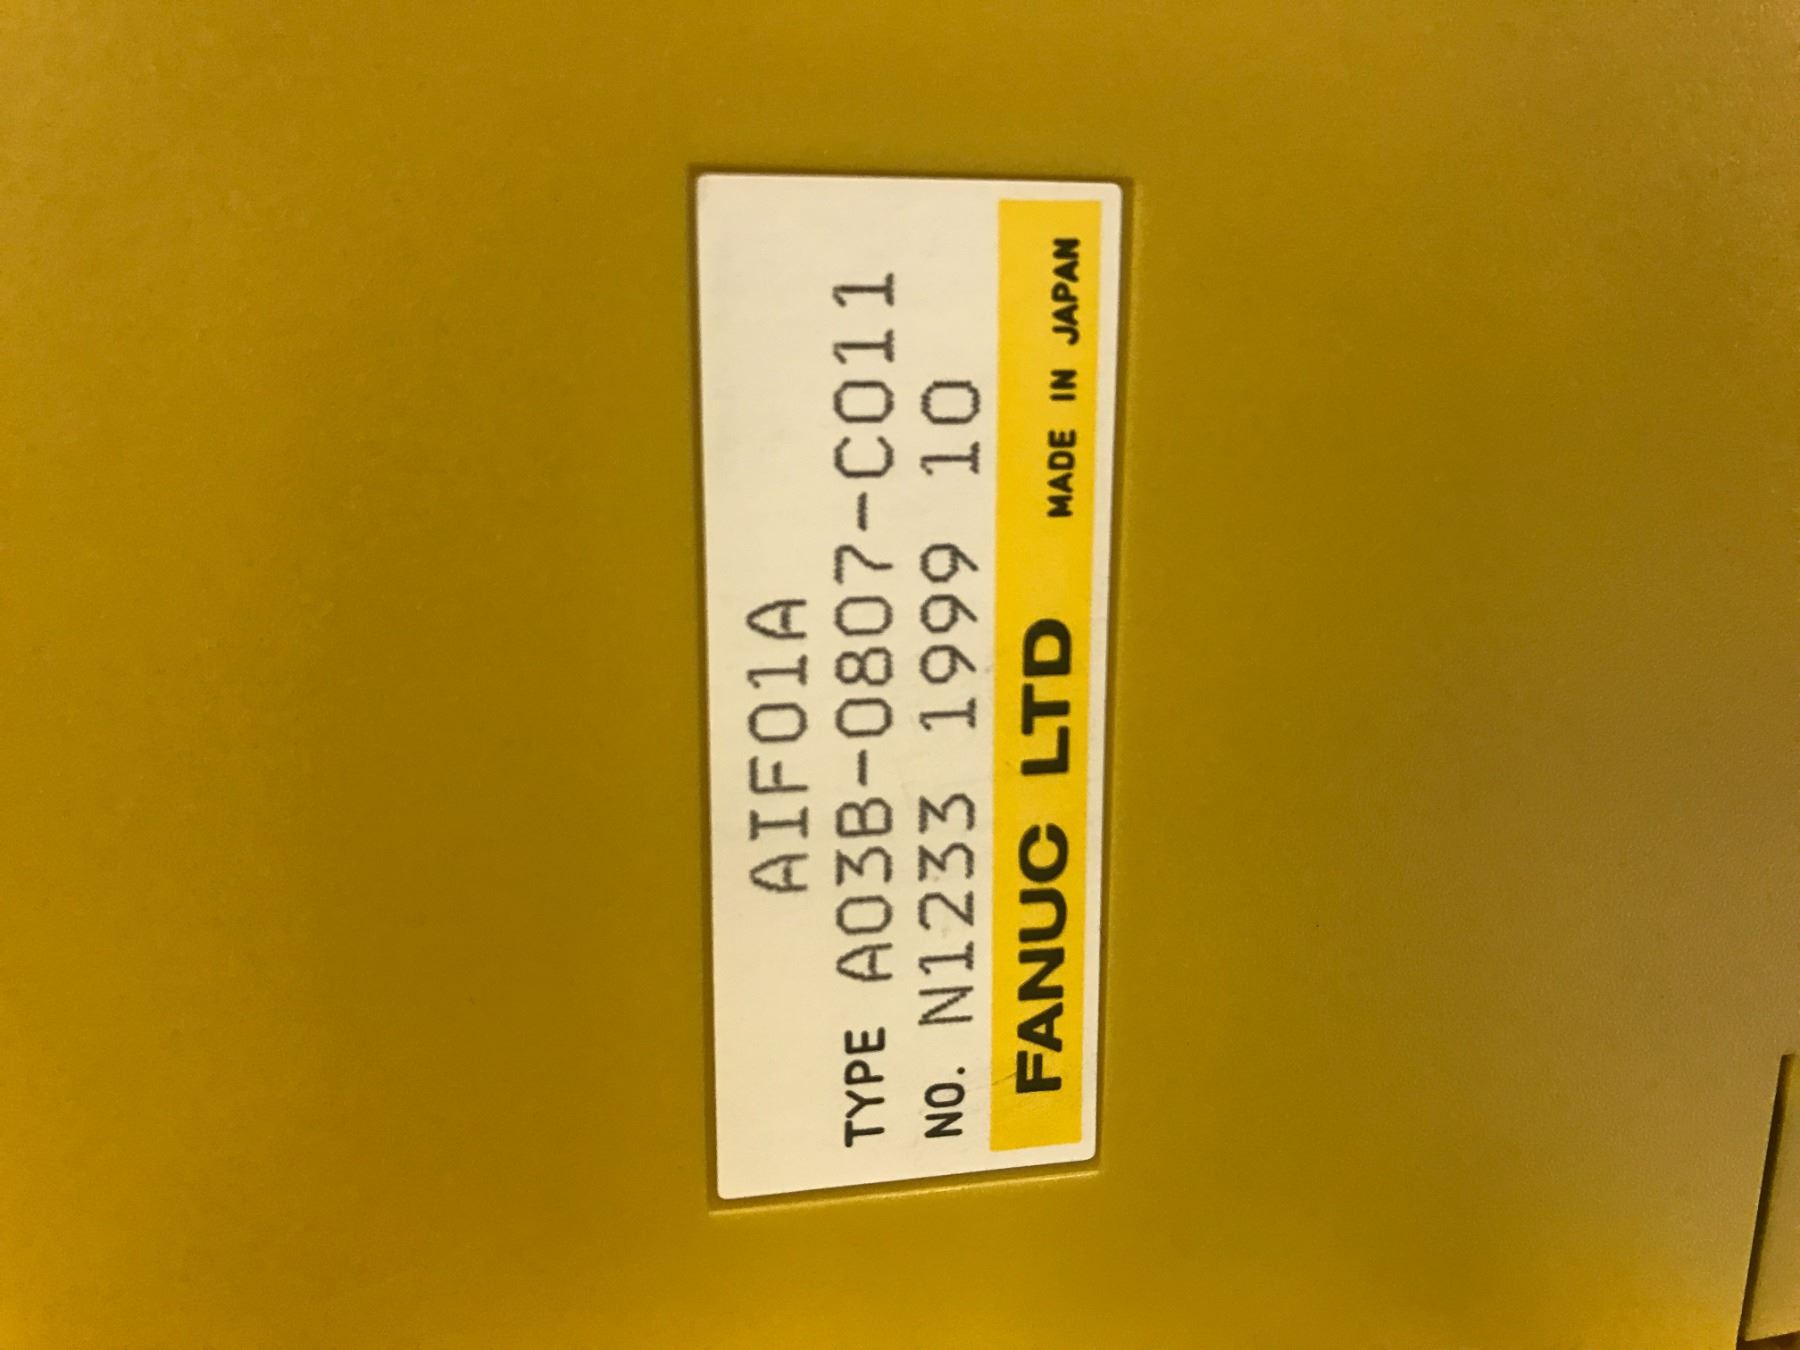 AIF01A
TYPE A03B-0807-C011
NO. N1233 1999 10
FANUC LTD MADE IN JAPAN